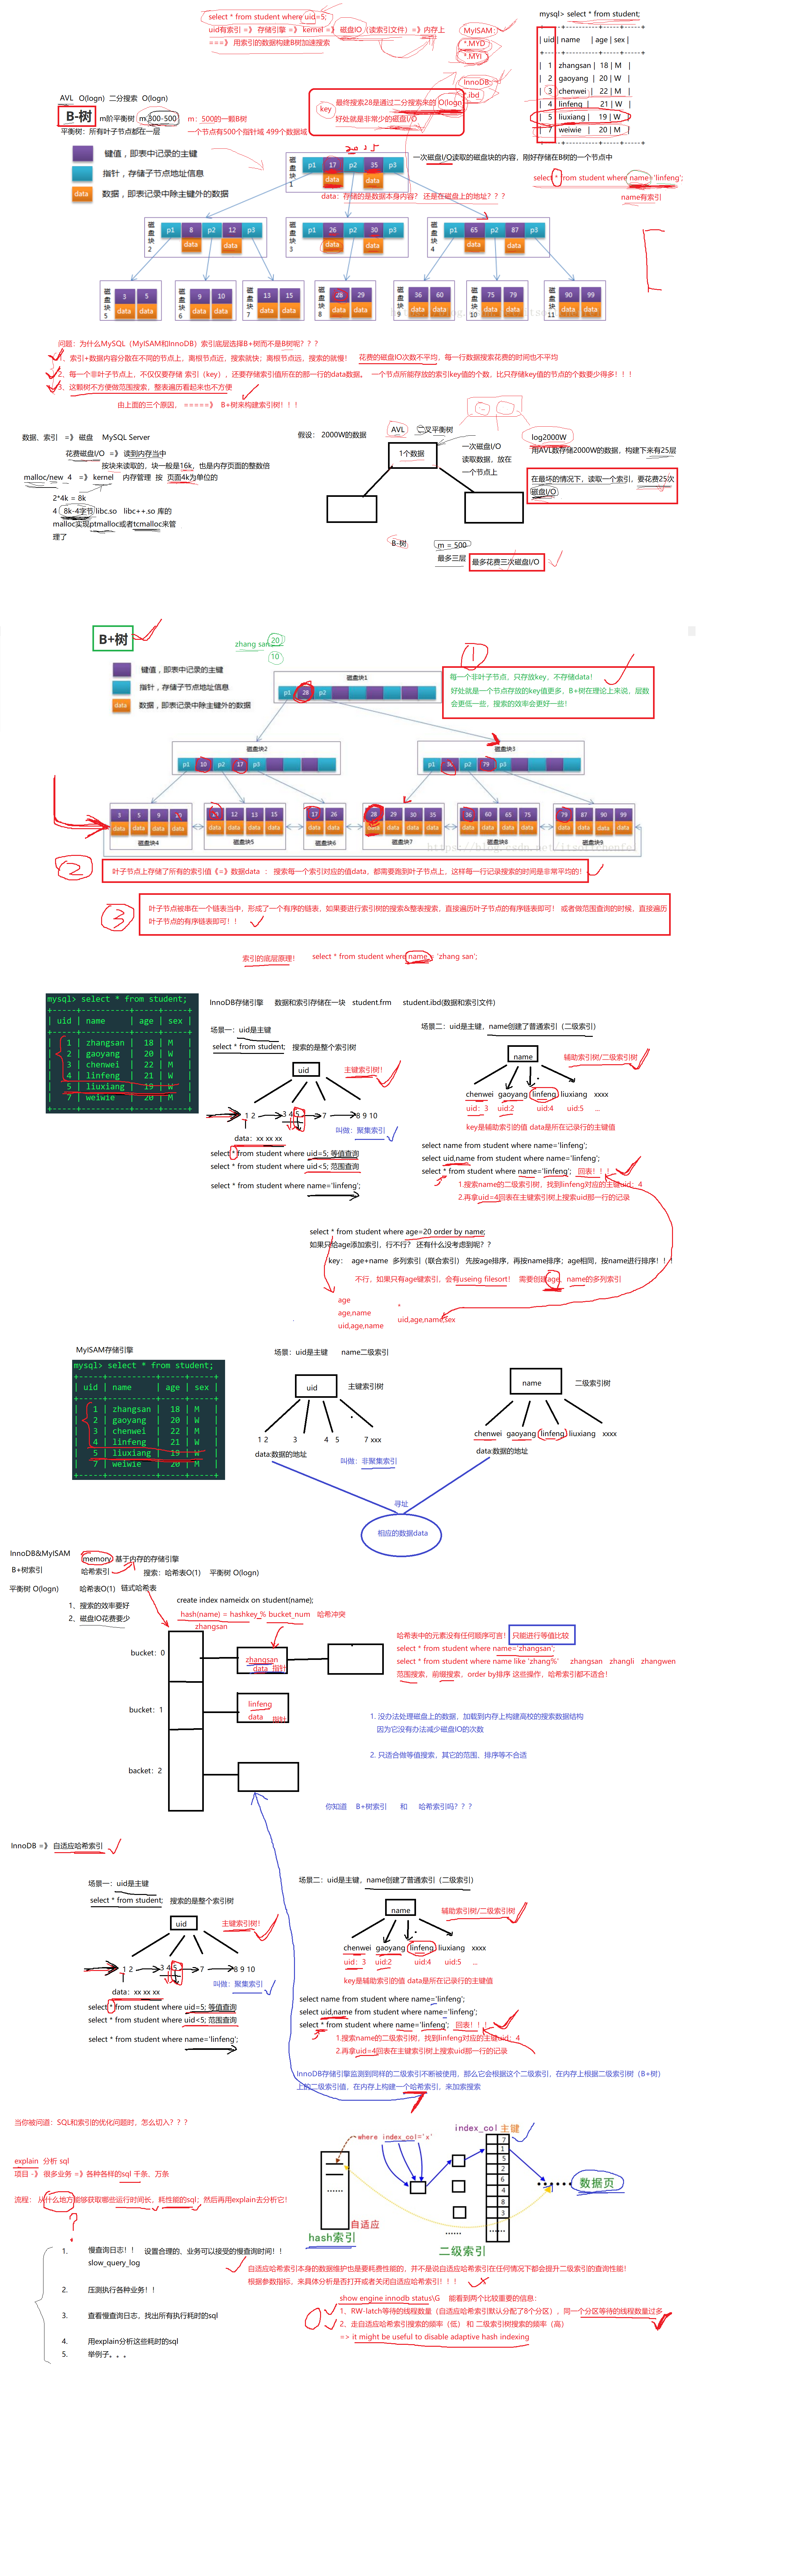 select * from student where uid=5;
uid有索引 =》 存储引擎 =》 kernel =》 磁盘IO（读索引文件）=》内存上
===》 用索引的数据构建B树加速搜索
MyISAM:
*.MYD
*.MYI
InnoDB:
*.ibd
mysql> select * from student;
| uid | name | age | sex |
| 1 | zhangsan | 18 | M |
| 2 | gaoyang | 20 | W |
| 3 | chenwei | 22 | M |
| 4 | linfeng | 21 | W |
| 5 | liuxiang | 19 | W |
| 7 | weiwie | 20 | M |
select * from student where name='linfeng';
name有索引
AVL O(logn) 二分搜索 O(logn)
B-树 m阶平衡树 m:300-500
平衡树：所有叶子节点都在一层
m：500的一颗B树
一个节点有500个指针域 499个数据域
key 最终搜索28是通过二分搜索来的 O(logn)
好处就是非常少的磁盘I/O
键值，即表中记录的主键
指针，存储子节点地址信息
data 数据，即表记录中除主键外的数据
一次磁盘IO读取的磁盘块的内容，刚好存储在B树的一个节点中
data：存储的是数据本身内容？ 还是在磁盘上的地址？？？
磁盘块1 p1 17 p2 35 p3
data data
磁盘块2 p1 8 p2 12 p3
data data
磁盘块3 p1 26 p2 30 p3
data data
磁盘块4 p1 65 p2 87 p3
data data
磁盘块5 3 5 data data
磁盘块6 9 10 data data
磁盘块7 13 15 data data
磁盘块8 28 29 data data
磁盘块9 36 60 data data
磁盘块10 75 79 data data
磁盘块11 90 99 data data
问题：为什么MySQL（MyISAM和InnoDB）索引底层选择B+树而不是B树呢？？？
1、索引+数据内容分散在不同的节点上，离根节点近，搜索就快；离根节点远，搜索的就慢！ 花费的磁盘IO次数不平均，每一行数据搜索花费的时间也不平均
2、每一个非叶子节点上，不仅仅要存储 索引（key），还要存储索引值所在的那一行的data数据。 一个节点所能存放的索引key值的个数，比只存储key值的节点的个数要少得多！！！
3、这颗树不方便做范围搜索，整表遍历看起来也不方便
由上面的三个原因， =====》 B+树来构建索引树！！！
数据、索引 =》 磁盘 MySQL Server
花费磁盘I/O =》 读到内存当中
按块来读取的，块一般是16k，也是内存页面的整数倍
malloc/new 4 =》 kernel 内存管理 按 页面4k为单位的
2*4k = 8k
4 8k-4字节 libc.so libc++.so 库的
malloc实现ptmalloc或者tcmalloc来管
理了
假设： 2000W的数据
AVL 二叉平衡树
1个数据
一次磁盘I/O
读取数据，放在
一个节点上
log2000W
用AVL数存储2000W的数据，构建下来有25层
在最坏的情况下，读取一个索引，要花费25次
磁盘I/O
B-树 m = 500
最多三层 最多花费三次磁盘I/O
B+树
zhang san 20
10
1
键值，即表中记录的主键
指针，存储子节点地址信息
data 数据，即表记录中除主键外的数据
每一个非叶子节点，只存放key，不存储data！
好处就是一个节点存放的key值更多，B+树在理论上来说，层数
会更低一些，搜索的效率会更好一些！
磁盘块1
p1 28 p2
磁盘块2
p1 10 p2 17 p3
磁盘块3
p1 36 p2 79 p3
3 5 9 10 data data data data 磁盘块4
12 13 15 data data data data 磁盘块5
17 26 data data 磁盘块6
28 29 30 35 data data data data 磁盘块7
36 60 65 75 data data data data 磁盘块8
79 87 90 99 data data data data 磁盘块9
2 叶子节点上存储了所有的索引值《=》数据data ： 搜索每一个索引对应的值data，都需要跑到叶子节点上，这样每一行记录搜索的时间是非常平均的！
3 叶子节点被串在一个链表当中，形成了一个有序的链表，如果要进行索引树的搜索&整表搜索，直接遍历叶子节点的有序链表即可！ 或者做范围查询的时候，直接遍历
叶子节点的有序链表即可！！
索引的底层原理！ select * from student where name = 'zhang san';
mysql> select * from student;
| uid | name | age | sex |
| 1 | zhangsan | 18 | M |
| 2 | gaoyang | 20 | W |
| 3 | chenwei | 22 | M |
| 4 | linfeng | 21 | W |
| 5 | liuxiang | 19 | W |
| 7 | weiwie | 20 | M |
InnoDB存储引擎 数据和索引存储在一块 student.frm student.ibd(数据和索引文件)
场景一：uid是主键
select * from student; 搜索的是整个索引树
uid 主键索引树！
1 2 3 4 5 7 8 9 10
data：xx xx xx 叫做：聚集索引
select * from student where uid=5; 等值查询
select * from student where uid<5; 范围查询
select * from student where name='linfeng';
场景二：uid是主键，name创建了普通索引（二级索引）
name 辅助索引树/二级索引树
chenwei gaoyang linfeng liuxiang xxxx
uid：3 uid:2 uid:4 uid:5 ...
key是辅助索引的值 data是所在记录行的主键值
select name from student where name='linfeng';
select uid,name from student where name='linfeng';
select * from student where name='linfeng'; 回表！！！
1.搜索name的二级索引树，找到linfeng对应的主键uid：4
2.再拿uid=4回表在主键索引树上搜索uid那一行的记录
select * from student where age=20 order by name;
如果只给age添加索引，行不行？ 还有什么没考虑到呢？？
key： age+name 多列索引（联合索引） 先按age排序，再按name排序；age相同，按name进行排序！！！
不行，如果只有age键索引，会有useing filesort！ 需要创建age，name的多列索引
age
age,name
uid,age,name
*
uid,age,name,sex
MyISAM存储引擎
mysql> select * from student;
| uid | name | age | sex |
| 1 | zhangsan | 18 | M |
| 2 | gaoyang | 20 | W |
| 3 | chenwei | 22 | M |
| 4 | linfeng | 21 | W |
| 5 | liuxiang | 19 | W |
| 7 | weiwie | 20 | M |
场景：uid是主键 name二级索引
uid 主键索引树
1 2 3 4 5 7 xxx
data:数据的地址
叫做：非聚集索引
name 二级索引树
chenwei gaoyang linfeng liuxiang xxxx
data:数据的地址
寻址
相应的数据data
InnoDB&MyISAM
B+树索引
memory 基于内存的存储引擎
哈希索引 搜索：哈希表O(1) 平衡树 O(logn)
平衡树 O(logn) 哈希表O(1) 链式哈希表
1、搜索的效率要好
2、磁盘IO花费要少
create index nameidx on student(name);
hash(name) = hashkey % bucket_num 哈希冲突
zhangsan
bucket：0
zhangsan
data 指针
bucket：1
linfeng
data 指针
backet：2
哈希表中的元素没有任何顺序可言！ 只能进行等值比较
select * from student where name='zhangsan';
select * from student where name like 'zhang%' zhangsan zhangli zhangwen
范围搜索，前缀搜索，order by排序 这些操作，哈希索引都不适合！
1. 没办法处理磁盘上的数据，加载到内存上构建高校的搜索数据结构
因为它没有办法减少磁盘IO的次数
2. 只适合做等值搜索，其它的范围、排序等不合适
你知道 B+树索引 和 哈希索引吗？？？
InnoDB =》 自适应哈希索引
场景一：uid是主键
select * from student; 搜索的是整个索引树
uid 主键索引树！
1 2 3 4 5 7 8 9 10
data：xx xx xx 叫做：聚集索引
select * from student where uid=5; 等值查询
select * from student where uid<5; 范围查询
select * from student where name='linfeng';
场景二：uid是主键，name创建了普通索引（二级索引）
name 辅助索引树/二级索引树
chenwei gaoyang linfeng liuxiang xxxx
uid：3 uid:2 uid:4 uid:5 ...
key是辅助索引的值 data是所在记录行的主键值
select name from student where name='linfeng';
select uid,name from student where name='linfeng';
select * from student where name='linfeng'; 回表！！！
1.搜索name的二级索引树，找到linfeng对应的主键uid：4
2.再拿uid=4回表在主键索引树上搜索uid那一行的记录
InnoDB存储引擎监测到同样的二级索引不断被使用，那么它会根据这个二级索引，在内存上根据二级索引树（B+树）
上的二级索引值，在内存上构建一个哈希索引，来加速搜索
当你被问道：SQL和索引的优化问题时，怎么切入？？？
explain 分析 sql
项目 -》 很多业务 =》各种各样的sql 千条、万条
流程： 从什么地方能够获取哪些运行时间长，耗性能的sql；然后再用explain去分析它！
?
1. 慢查询日志！！ 设置合理的、业务可以接受的慢查询时间！！
slow_query_log
2. 压测执行各种业务！！
3. 查看慢查询日志，找出所有执行耗时的sql
4. 用explain分析这些耗时的sql
5. 举例子。。。
where index_col='x'
index_col 主键
7
1
5
2
6
4
8
3
......
数据页
自适应
hash索引
二级索引
自适应哈希索引本身的数据维护也是要耗费性能的，并不是说自适应哈希索引在任何情况下都会提升二级索引的查询性能！
根据参数指标，来具体分析是否打开或者关闭自适应哈希索引！！！
show engine innodb status\G 能看到两个比较重要的信息：
1、RW-latch等待的线程数量（自适应哈希索引默认分配了8个分区），同一个分区等待的线程数量过多
2、走自适应哈希索引搜索的频率（低） 和 二级索引树搜索的频率（高）
=> it might be useful to disable adaptive hash indexing